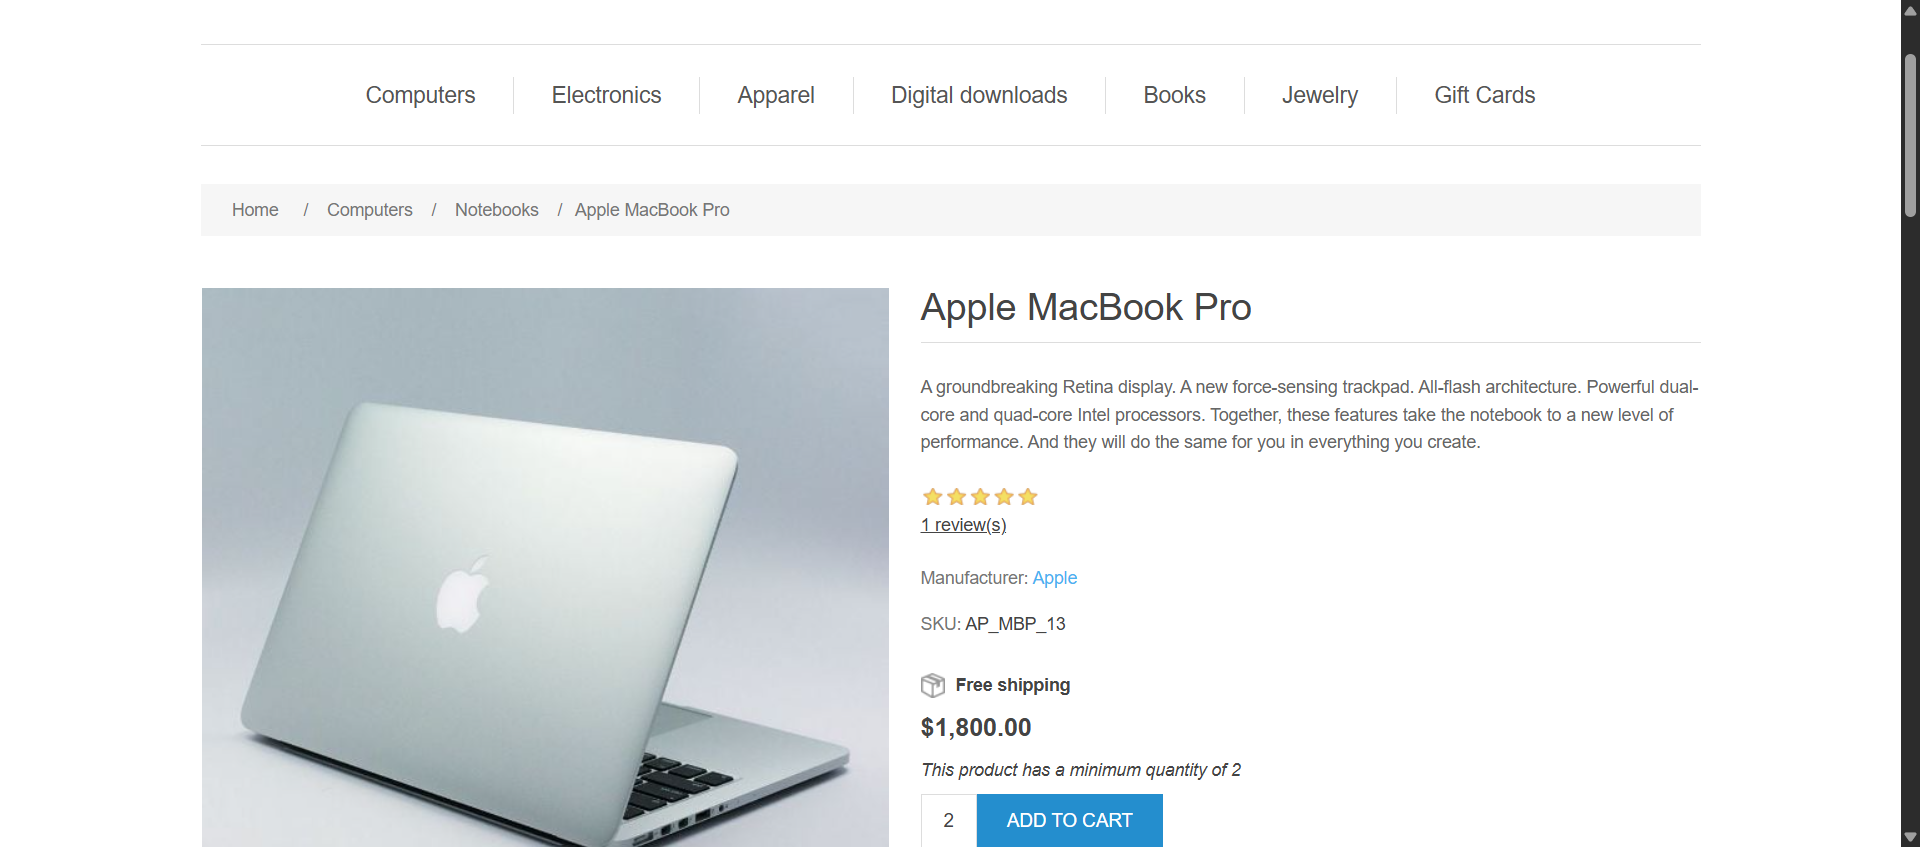 Computers Electronics Apparel Digital downloads Books Jewelry Gift Cards
Home / Computers / Notebooks / Apple MacBook Pro
Apple MacBook Pro
A groundbreaking Retina display. A new force-sensing trackpad. All-flash architecture. Powerful dual-
core and quad-core Intel processors. Together, these features take the notebook to a new level of
performance. And they will do the same for you in everything you create.
1 review(s)
Manufacturer: Apple
SKU: AP_MBP_13
Free shipping
$1,800.00
This product has a minimum quantity of 2
2 ADD TO CART